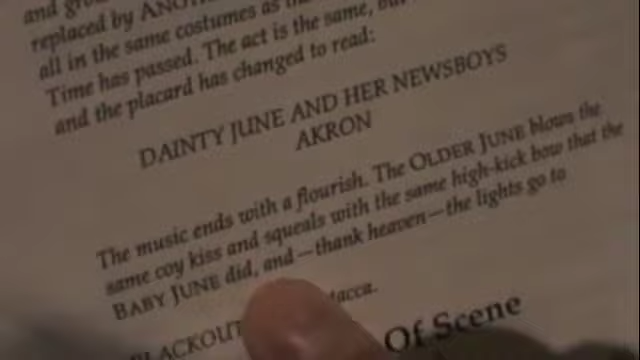 and
replaced by
all in the same costumes as
Time has passed. The act is the same,
and the placard has changed to read:
DAINTY JUNE AND HER NEWSBOYS
AKRON
The music ends with a flourish. The OLDER JUNE blows the
same coy kiss and squeals with the same high-kick bow that the
BABY JUNE did, and—thank heaven—the lights go to
BLACKOUT
Of Scene